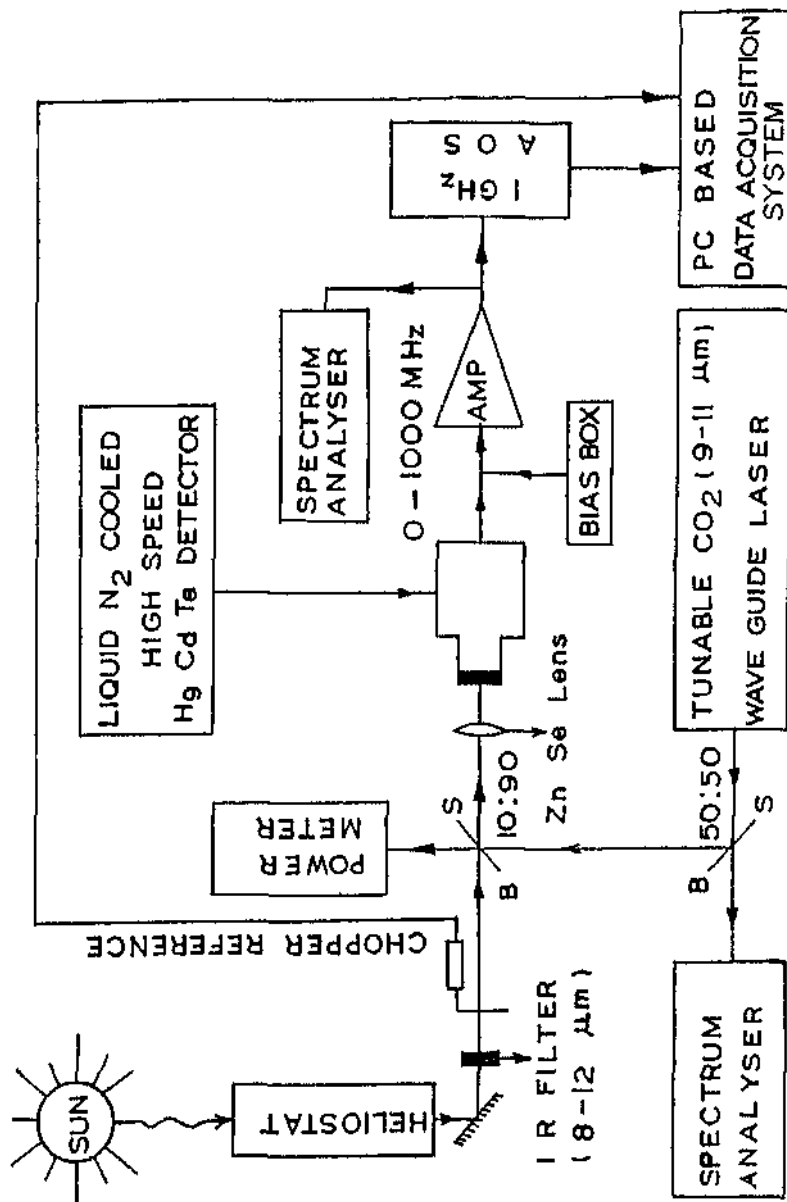 SUN
HELIOSTAT
I R FILTER
(8-12 μm)
CHOPPER REFERENCE
POWER
METER
B S
10:90
Zn Se Lens
LIQUID N2 COOLED
HIGH SPEED
Hg Cd Te DETECTOR
SPECTRUM
ANALYSER
0-1000 MHz
AMP
BIAS BOX
1 GHz
A O S
PC BASED
DATA ACQUISITION
SYSTEM
TUNABLE CO2 (9-11 μm)
WAVE GUIDE LASER
50:50
B S
SPECTRUM
ANALYSER